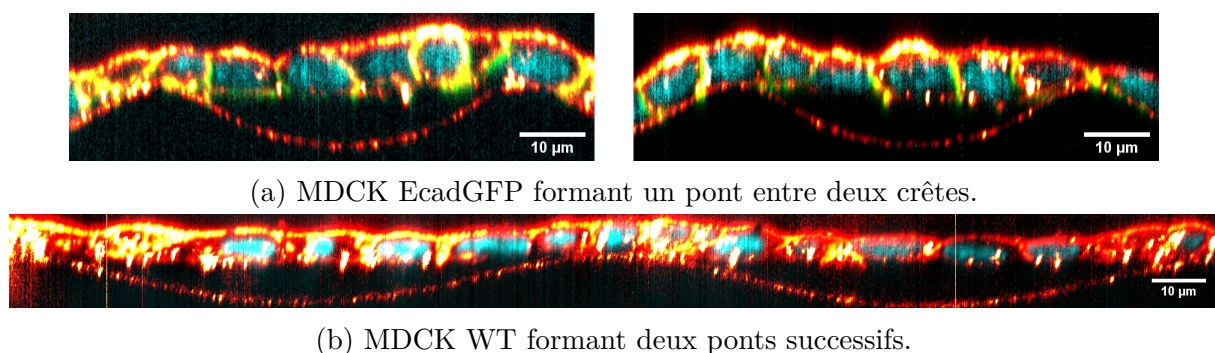 10 µm
10 µm
(a) MDCK EcadGFP formant un pont entre deux crêtes.
10 µm
(b) MDCK WT formant deux ponts successifs.